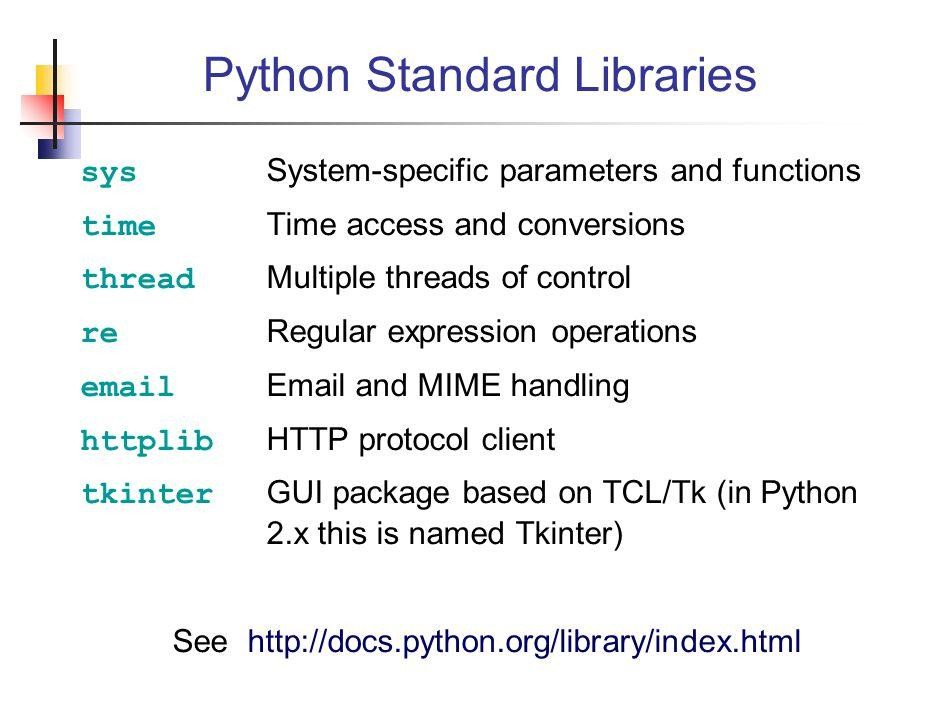 Python Standard Libraries
sys System-specific parameters and functions
time Time access and conversions
thread Multiple threads of control
re Regular expression operations
email Email and MIME handling
httplib HTTP protocol client
tkinter GUI package based on TCL/Tk (in Python
2.x this is named Tkinter)
See http://docs.python.org/library/index.html